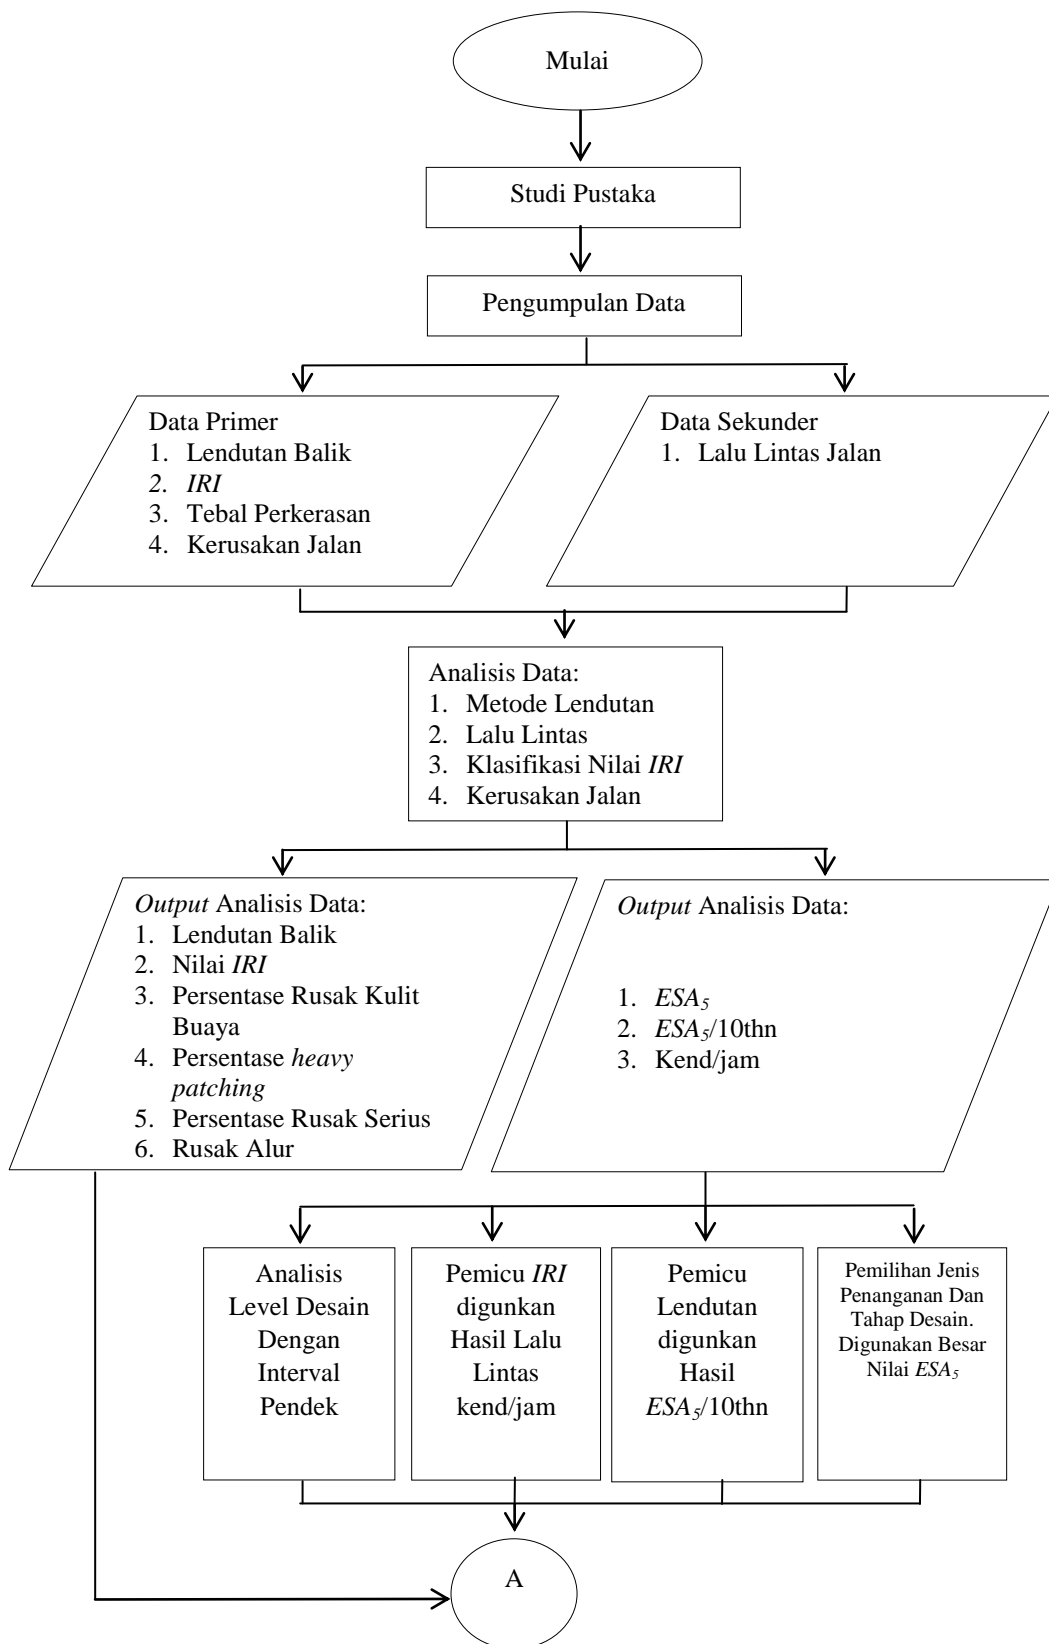 Mulai
Studi Pustaka
Pengumpulan Data
Data Primer
1. Lendutan Balik
2. IRI
3. Tebal Perkerasan
4. Kerusakan Jalan
Data Sekunder
1. Lalu Lintas Jalan
Analisis Data:
1. Metode Lendutan
2. Lalu Lintas
3. Klasifikasi Nilai IRI
4. Kerusakan Jalan
Output Analisis Data:
1. Lendutan Balik
2. Nilai IRI
3. Persentase Rusak Kulit
Buaya
4. Persentase heavy
patching
5. Persentase Rusak Serius
6. Rusak Alur
Output Analisis Data:
1. ESA5
2. ESA5/10thn
3. Kend/jam
Analisis
Level Desain
Dengan
Interval
Pendek
Pemicu IRI
digunkan
Hasil Lalu
Lintas
kend/jam
Pemicu
Lendutan
digunkan
Hasil
ESA5/10thn
Pemilihan Jenis
Penanganan Dan
Tahap Desain.
Digunakan Besar
Nilai ESA5
A